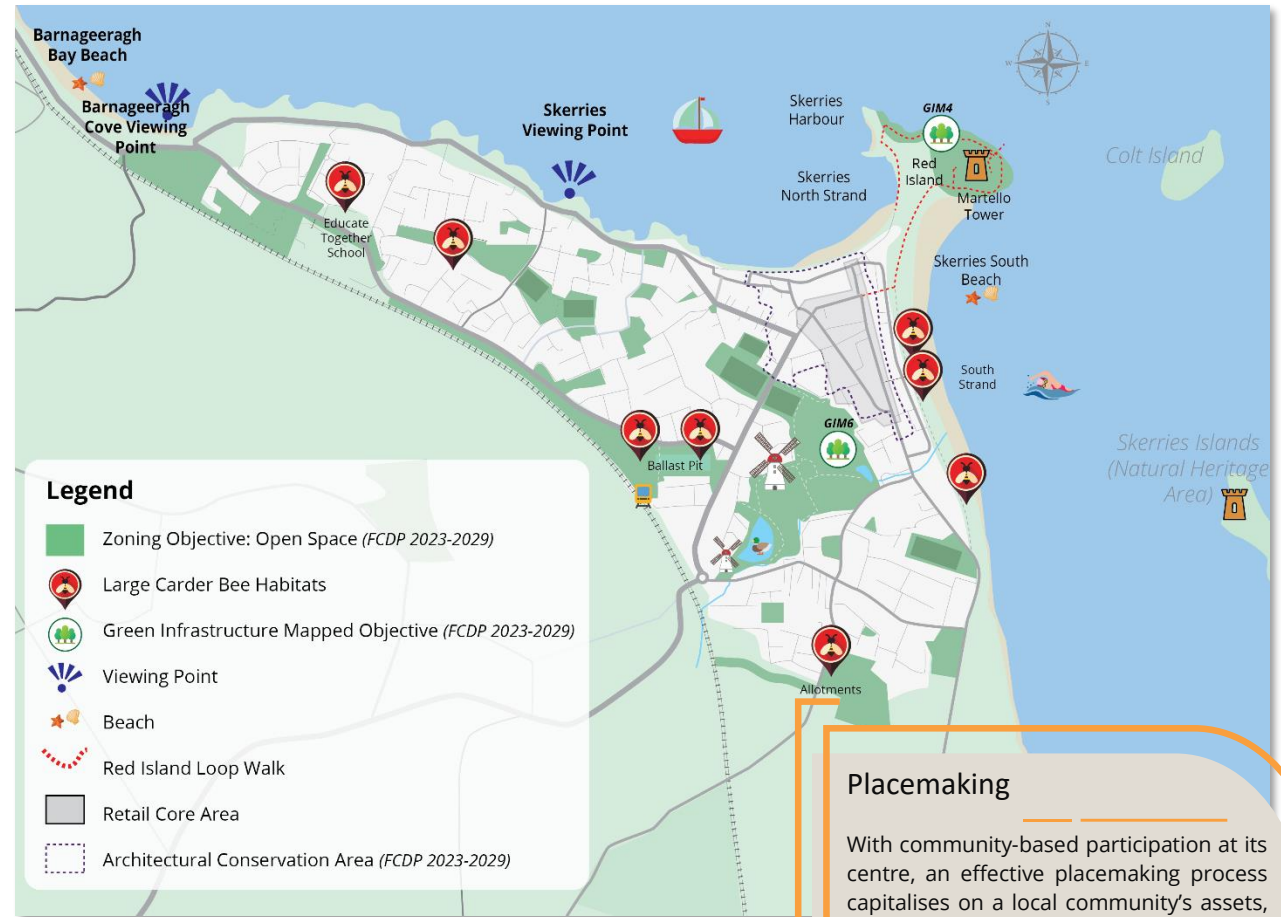 Barnageeragh
Bay Beach
Barnageeragh
Cove Viewing
Point
Skerries
Viewing Point
Skerries
Harbour
GIM4
N
W
E
S
Colt Island
Red
Island
Martello
Tower
Skerries
North Strand
Skerries South
Beach
Educate
Together
School
South
Strand
GIM6
Ballast Pit
Skerries Islands
(Natural Heritage
Area)
Allotments
Legend
Zoning Objective: Open Space (FCDP 2023-2029)
Large Carder Bee Habitats
Green Infrastructure Mapped Objective (FCDP 2023-2029)
Viewing Point
Beach
Red Island Loop Walk
Retail Core Area
Architectural Conservation Area (FCDP 2023-2029)
Placemaking
With community-based participation at its
centre, an effective placemaking process
capitalises on a local community’s assets,